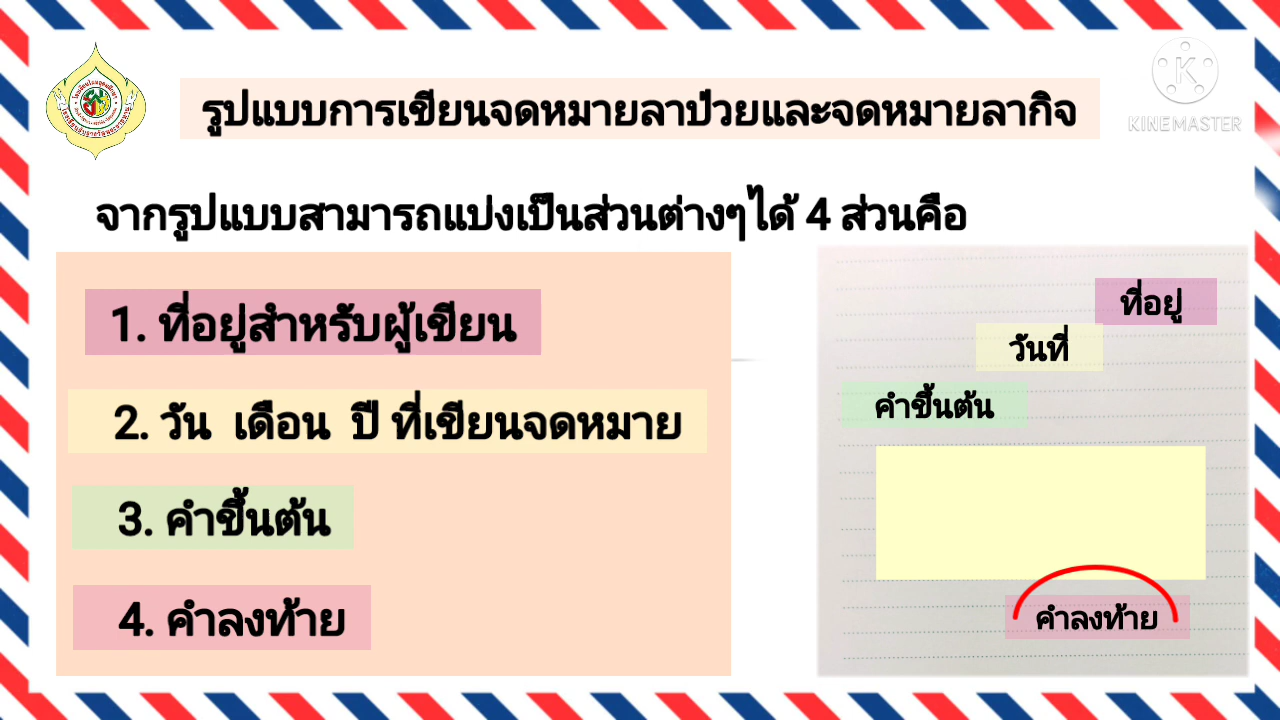 รูปแบบการเขียนจดหมายลาป่วยและจดหมายลากิจ
KINEMASTER
จากรูปแบบสามารถแบ่งเป็นส่วนต่างๆได้ 4 ส่วนคือ
1. ที่อยู่สำหรับผู้เขียน
2. วัน เดือน ปี ที่เขียนจดหมาย
3. คำขึ้นต้น
4. คำลงท้าย
ที่อยู่
วันที่
คำขึ้นต้น
คำลงท้าย